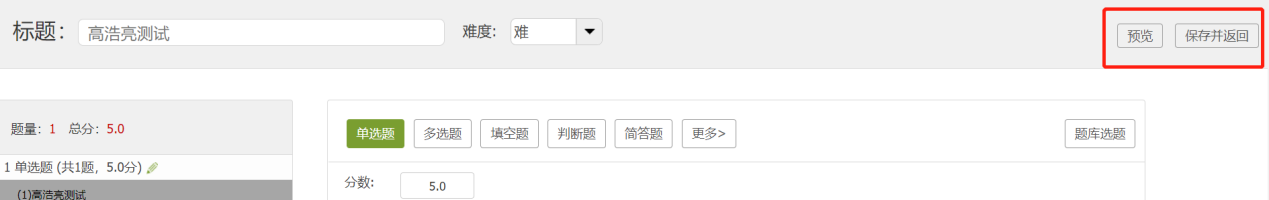 标题： 高浩亮测试 难度： 难 预览 保存并返回
题量：1 总分：5.0
单选题 多选题 填空题 判断题 简答题 更多> 题库选题
1 单选题 (共1题，5.0分)
分数: 5.0
(1)高浩亮测试